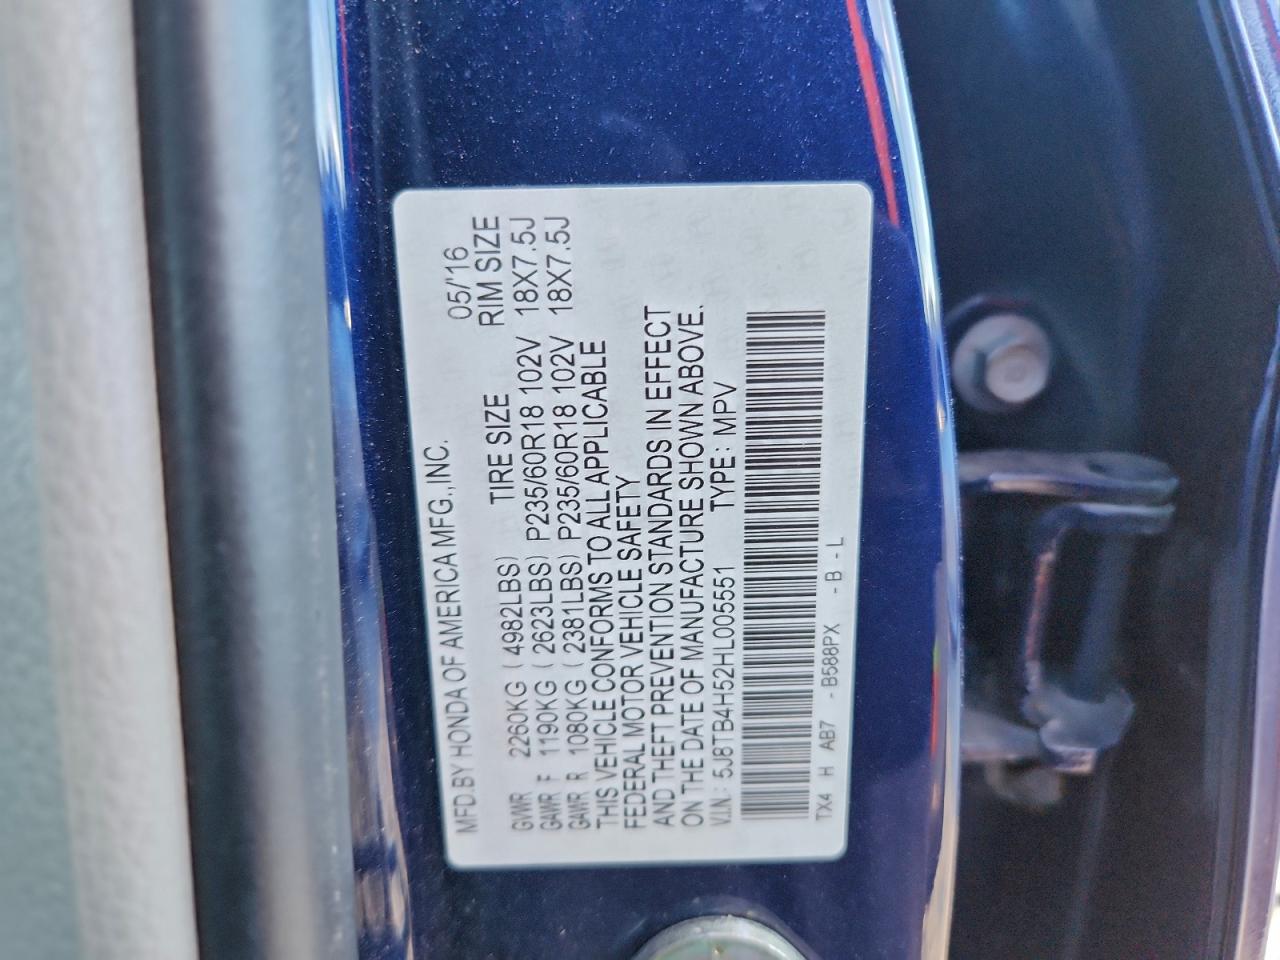 MFD.BY HONDA OF AMERICA MFG.,INC. 05/'16
TIRE SIZE RIM SIZE
GVWR 2260KG ( 4982LBS)
GAWR F 1190KG ( 2623LBS) P235/60R18 102V 18X7.5J
GAWR R 1080KG ( 2381LBS) P235/60R18 102V 18X7.5J
THIS VEHICLE CONFORMS TO ALL APPLICABLE
FEDERAL MOTOR VEHICLE SAFETY
AND THEFT PREVENTION STANDARDS IN EFFECT
ON THE DATE OF MANUFACTURE SHOWN ABOVE.
V.I.N : 5J8TB4H52HL005551 TYPE : MPV
TX4 H AB7 - B588PX - B - L